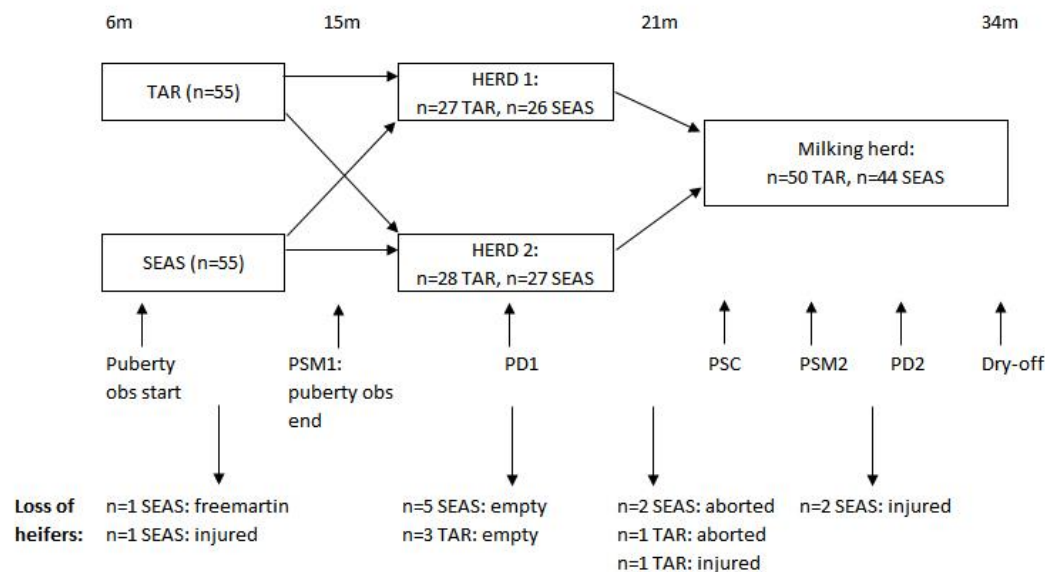 6m 15m 21m 34m
TAR (n=55)
HERD 1:
n=27 TAR, n=26 SEAS
Milking herd:
n=50 TAR, n=44 SEAS
SEAS (n=55)
HERD 2:
n=28 TAR, n=27 SEAS
Puberty
obs start
PSM1:
puberty obs
end
PD1
PSC
PSM2
PD2
Dry-off
Loss of
heifers:
n=1 SEAS: freemartin
n=1 SEAS: injured
n=5 SEAS: empty
n=3 TAR: empty
n=2 SEAS: aborted
n=1 TAR: aborted
n=1 TAR: injured
n=2 SEAS: injured